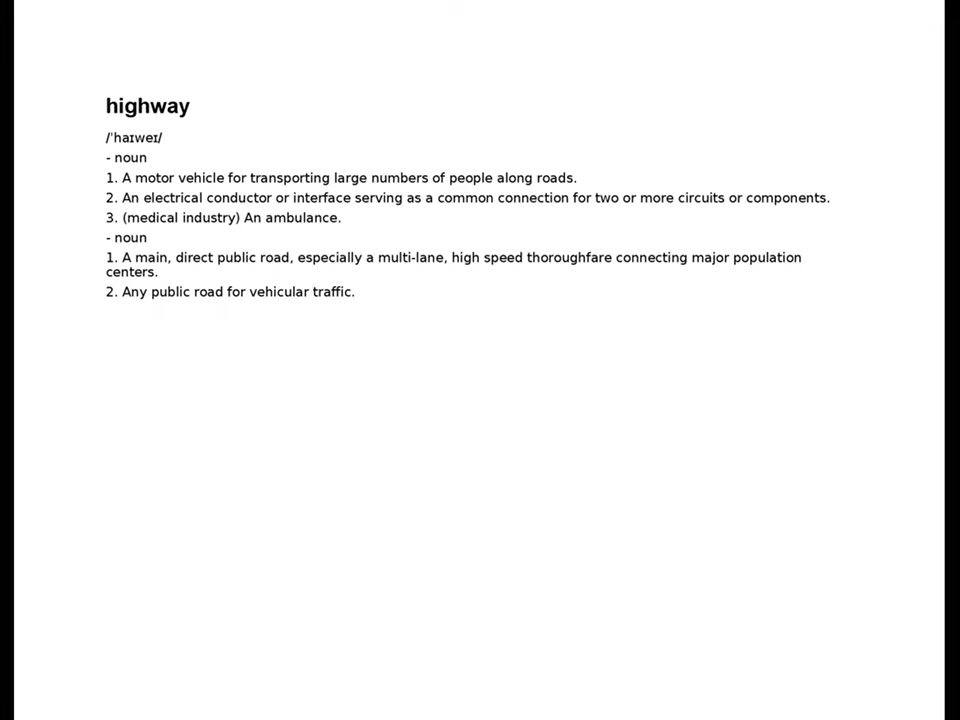 highway
/ˈhaɪweɪ/
- noun
1. A motor vehicle for transporting large numbers of people along roads.
2. An electrical conductor or interface serving as a common connection for two or more circuits or components.
3. (medical industry) An ambulance.
- noun
1. A main, direct public road, especially a multi-lane, high speed thoroughfare connecting major population
centers.
2. Any public road for vehicular traffic.